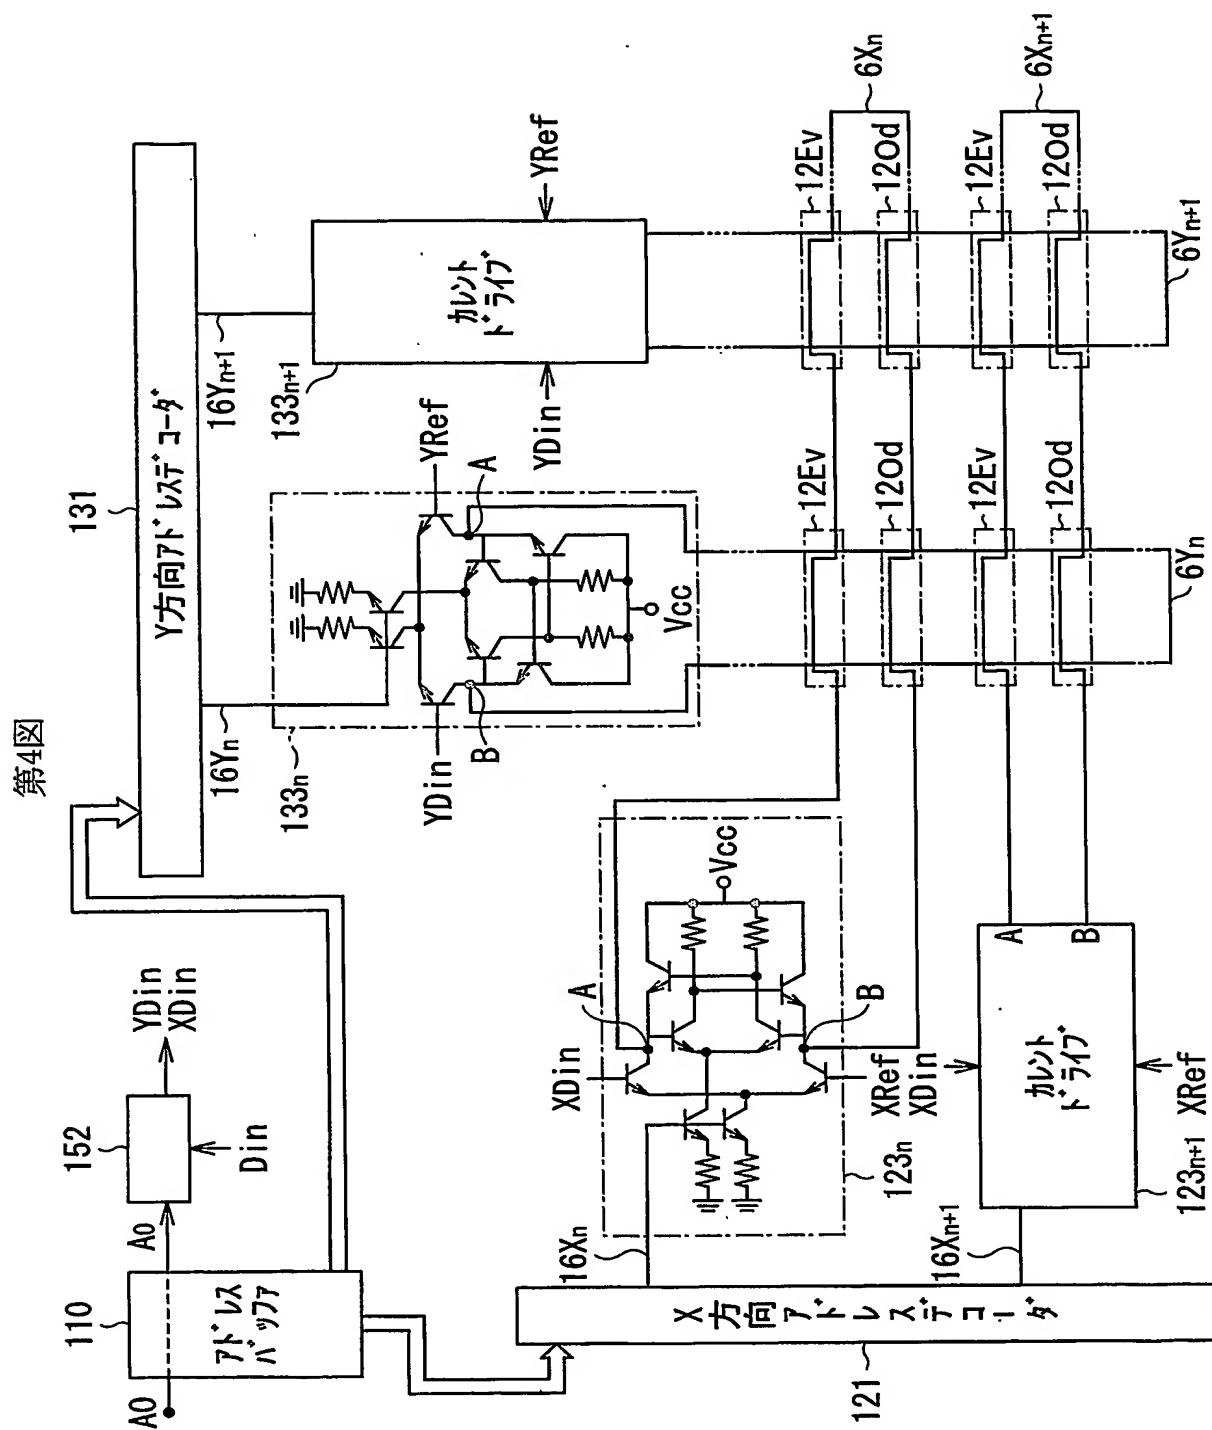 第4図
A0
110
アドレス
バッファ
A0
152
Din
YDin
XDin
131
Y方向アドレスデコーダ
16Yn
16Yn+1
133n
YDin
YRef
A
B
Vcc
133n+1
カレント
ドライブ
YDin
YRef
121
X方向アドレスデコーダ
16Xn
XDin
A
B
Vcc
XRef
123n
16Xn+1
XDin
カレント
ドライブ
A
B
XRef
123n+1
12Ev
12Ev
6Xn
12Od
12Od
12Ev
12Ev
6Xn+1
12Od
12Od
6Yn
6Yn+1